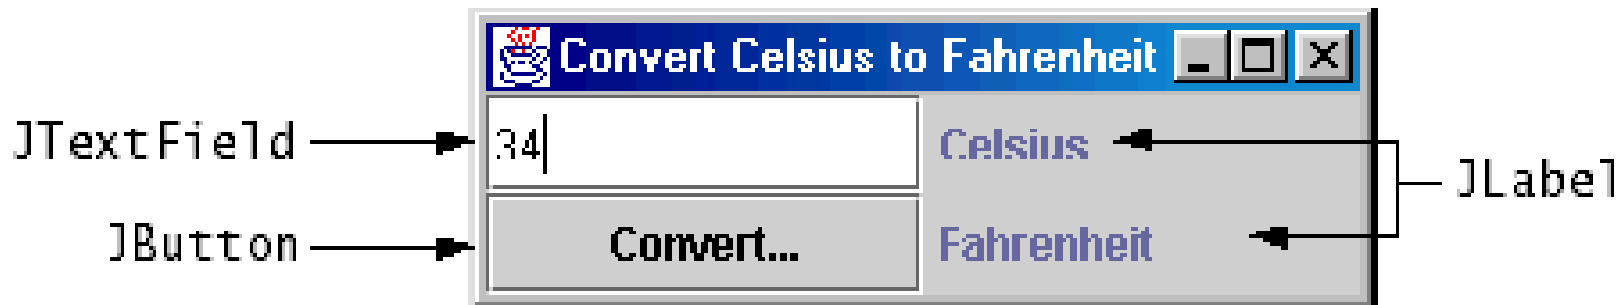 Convert Celsius to Fahrenheit
JTextField
34
Celsius
JLabel
JButton
Convert...
Fahrenheit